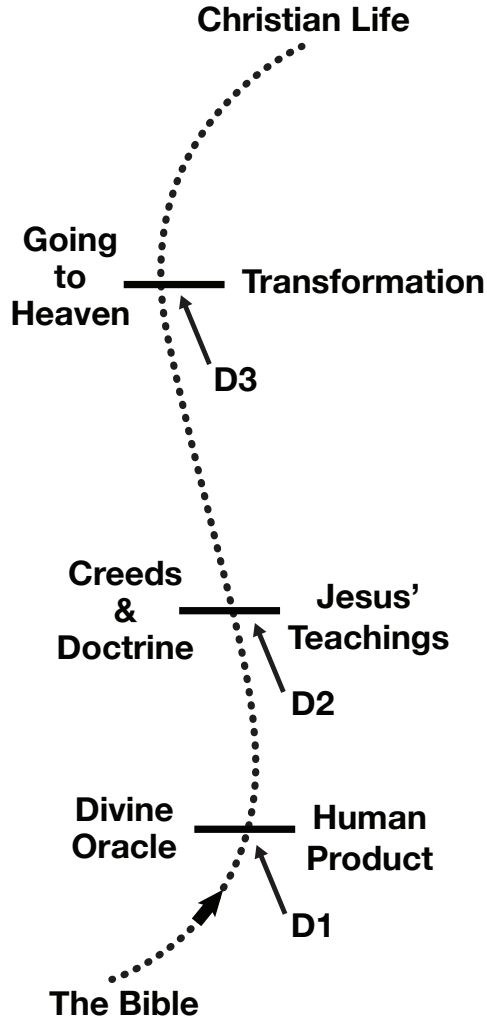 Christian Life
Going
to
Heaven
Transformation
D3
Creeds
&
Doctrine
Jesus’
Teachings
D2
Divine
Oracle
Human
Product
D1
The Bible